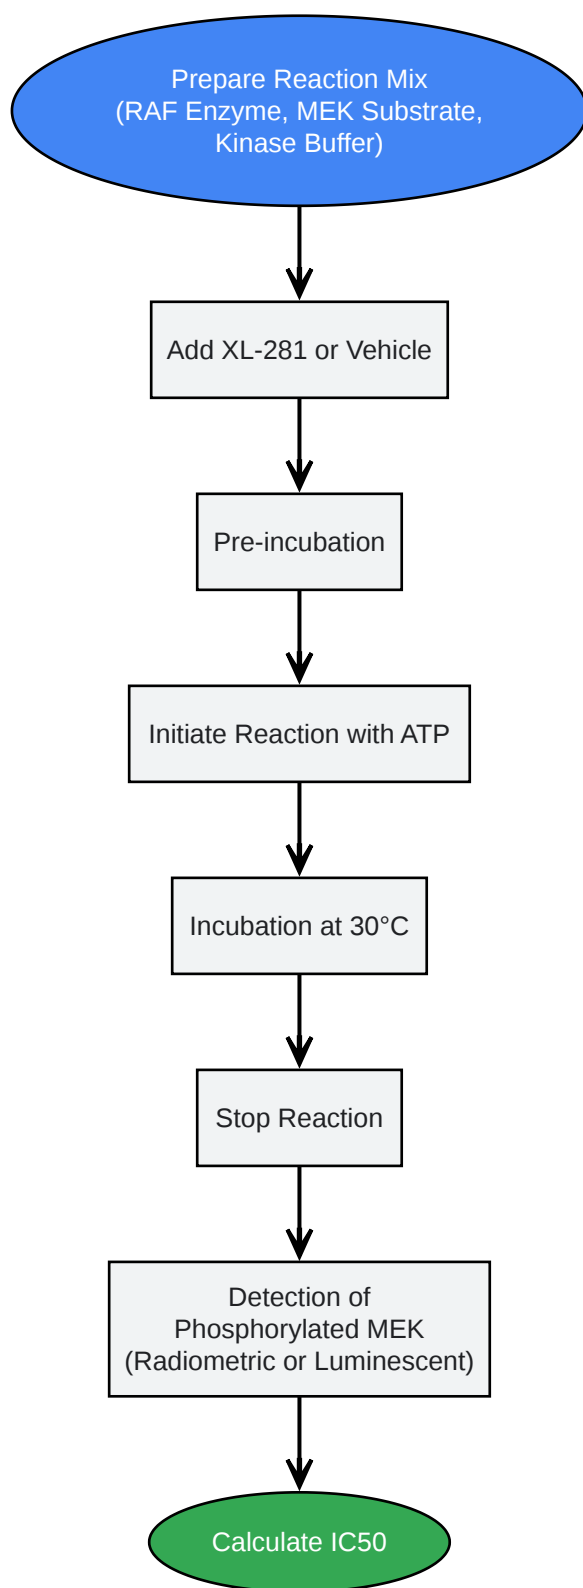 Prepare Reaction Mix
(RAF Enzyme, MEK Substrate,
Kinase Buffer)
Add XL-281 or Vehicle
Pre-incubation
Initiate Reaction with ATP
Incubation at 30°C
Stop Reaction
Detection of
Phosphorylated MEK
(Radiometric or Luminescent)
Calculate IC50